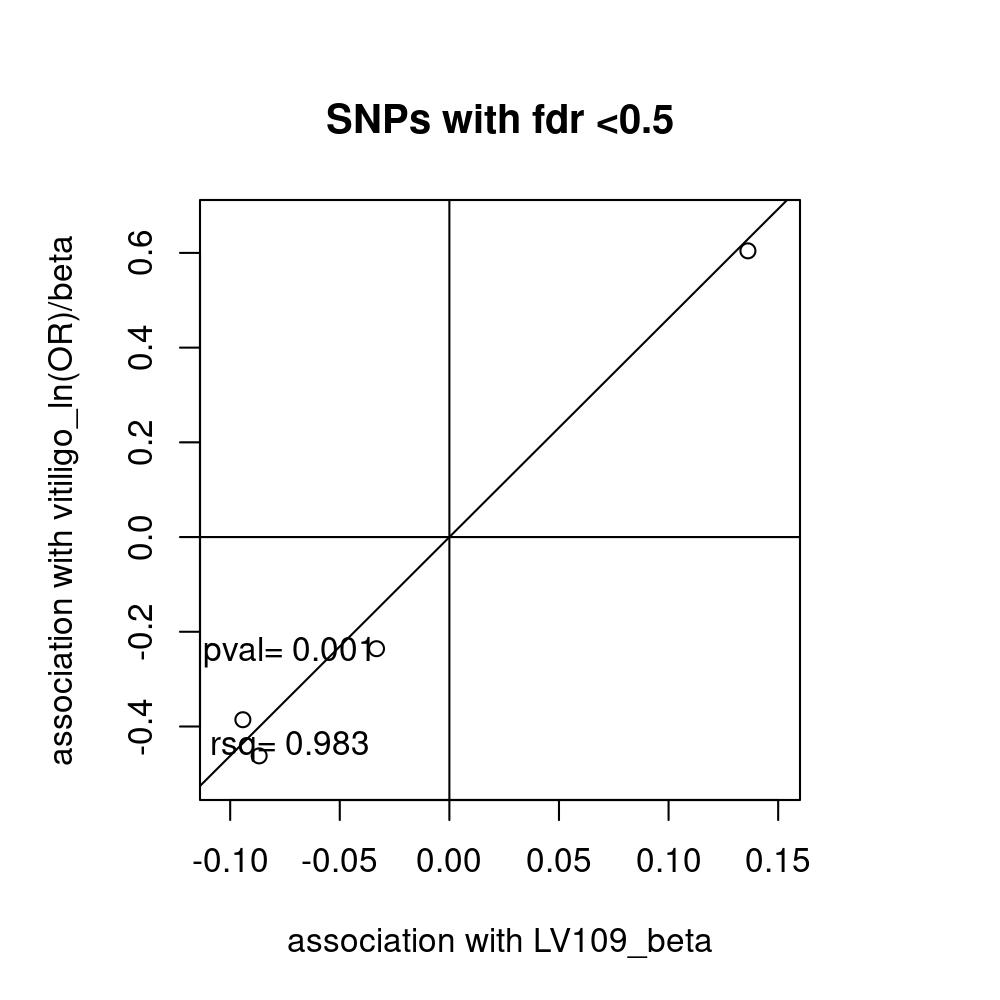 SNPs with fdr <0.5
association with vitiligo_ln(OR)/beta
0.6
0.4
0.2
0.0
-0.2
-0.4
pval= 0.001
rsq= 0.983
-0.10 -0.05 0.00 0.05 0.10 0.15
association with LV109_beta